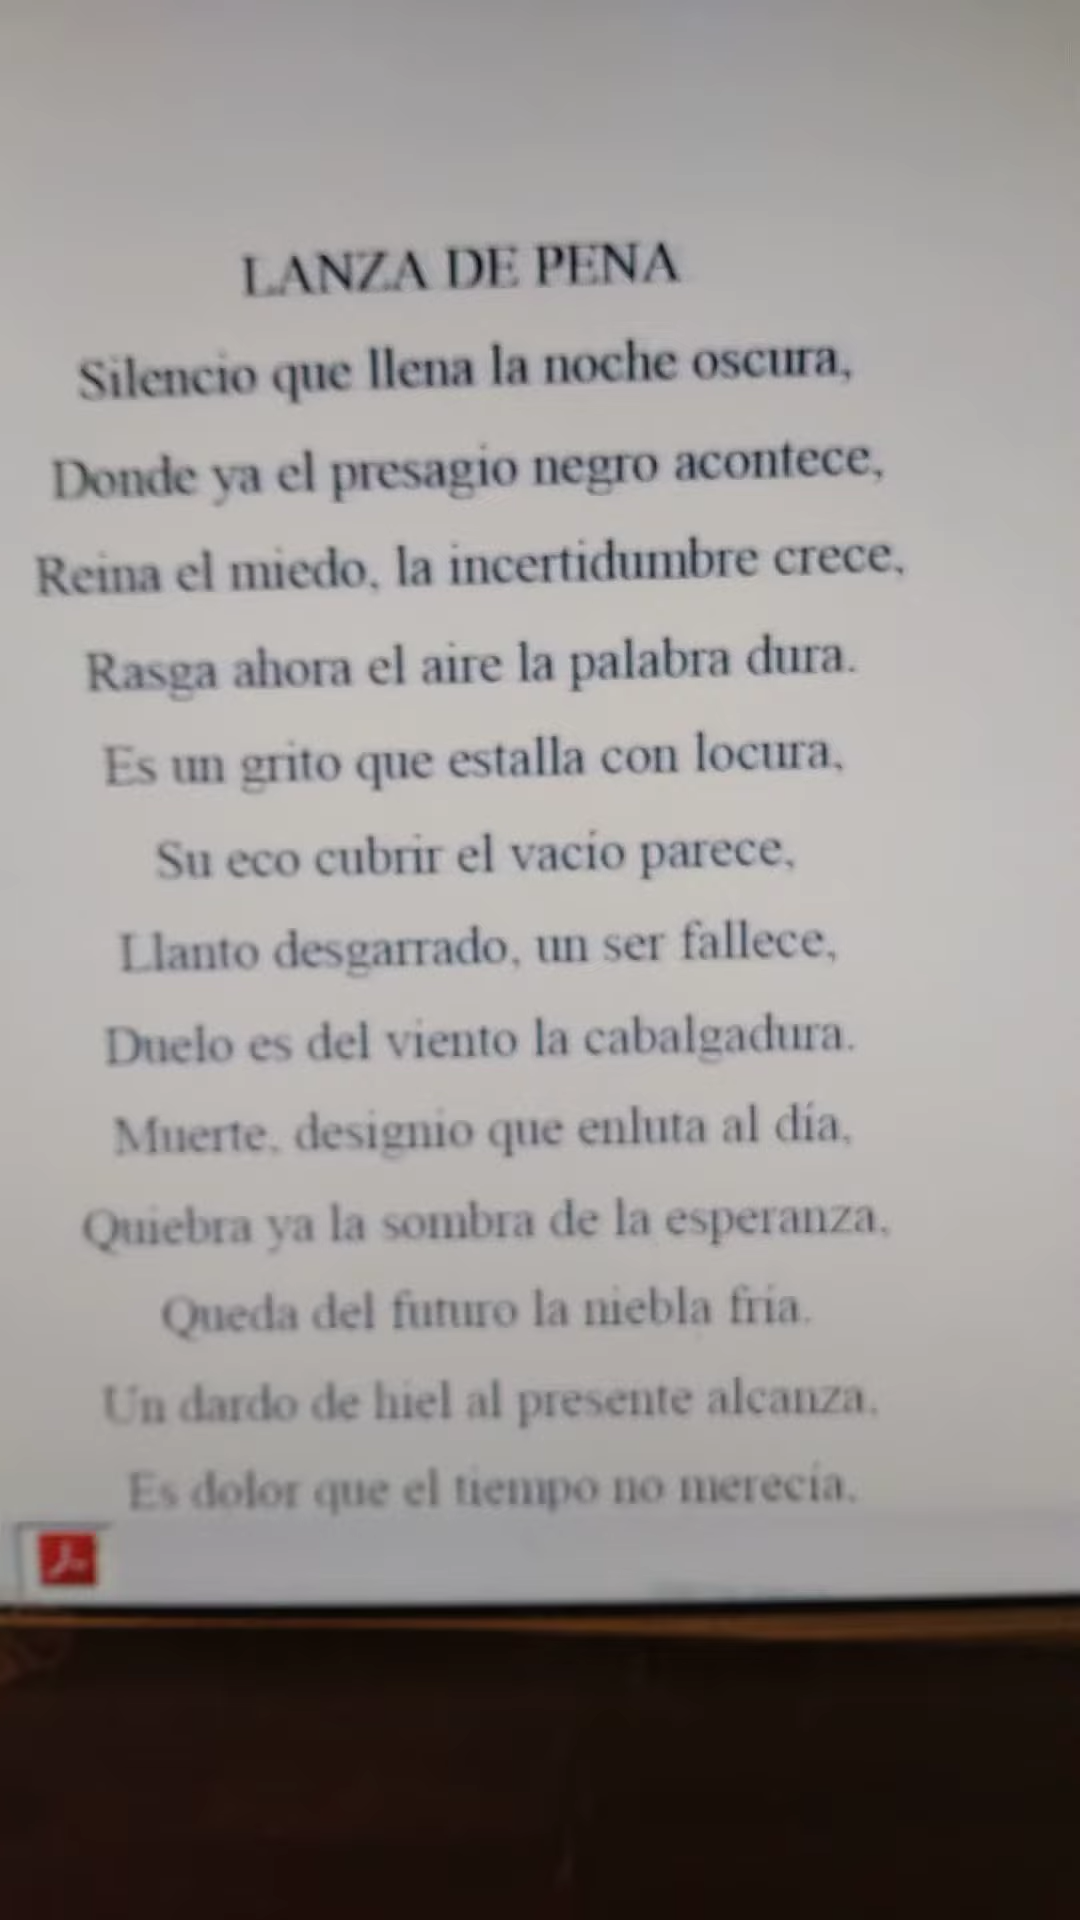 LANZA DE PENA
Silencio que llena la noche oscura,
Donde ya el presagio negro acontece,
Reina el miedo, la incertidumbre crece,
Rasga ahora el aire la palabra dura.
Es un grito que estalla con locura,
Su eco cubrir el vacío parece,
Llanto desgarrado, un ser fallece,
Duelo es del viento la cabalgadura.
Muerte, designio que enluta al día,
Quiebra ya la sombra de la esperanza,
Queda del futuro la niebla fría.
Un dardo de hiel al presente alcanza,
Es dolor que el tiempo no merecía,